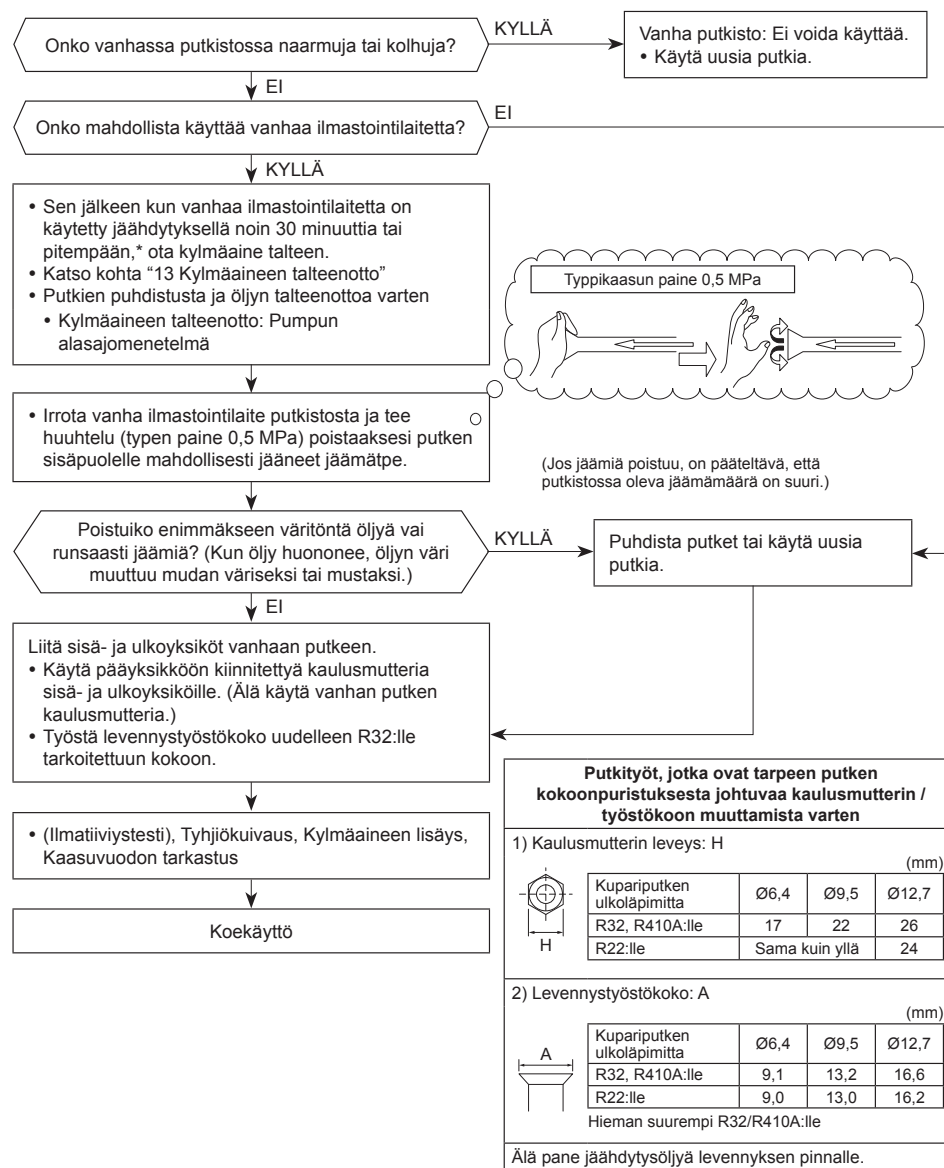 Onko vanhassa putkistossa naarmuja tai kolhuja?
KYLLÄ
Vanha putkisto: Ei voida käyttää.
• Käytä uusia putkia.
EI
Onko mahdollista käyttää vanhaa ilmastointilaitetta?
EI
KYLLÄ
• Sen jälkeen kun vanhaa ilmastointilaitetta on
käytetty jäähdytyksellä noin 30 minuuttia tai
pitempään,* ota kylmäaine talteen.
• Katso kohta “13 Kylmäaineen talteenotto”
• Putkien puhdistusta ja öljyn talteenottoa varten
• Kylmäaineen talteenotto: Pumpun
alasajomenetelmä
Typpikaasun paine 0,5 MPa
• Irrota vanha ilmastointilaite putkistosta ja tee
huuhtelu (typen paine 0,5 MPa) poistaaksesi putken
sisäpuolelle mahdollisesti jääneet jäämätpe.
(Jos jäämiä poistuu, on pääteltävä, että
putkistossa oleva jäämämäärä on suuri.)
Poistuiko enimmäkseen väritöntä öljyä vai
runsaasti jäämiä? (Kun öljy huononee, öljyn väri
muuttuu mudan väriseksi tai mustaksi.)
KYLLÄ
Puhdista putket tai käytä uusia
putkia.
EI
Liitä sisä- ja ulkoyksiköt vanhaan putkeen.
• Käytä pääyksikköön kiinnitettyä kaulusmutteria
sisä- ja ulkoyksiköille. (Älä käytä vanhan putken
kaulusmutteria.)
• Työstä levennystyöstökoko uudelleen R32:lle
tarkoitettuun kokoon.
• (Ilmatiiviystesti), Tyhjiökuivaus, Kylmäaineen lisäys,
Kaasuvuodon tarkastus
Koekäyttö
Putkityöt, jotka ovat tarpeen putken
kokoonpuristuksesta johtuvaa kaulusmutterin /
työstökoon muuttamista varten
1) Kaulusmutterin leveys: H
(mm)
H
Kupariputken
ulkoläpimitta Ø6,4 Ø9,5 Ø12,7
R32, R410A:lle 17 22 26
R22:lle Sama kuin yllä 24
2) Levennystyöstökoko: A
(mm)
A
Kupariputken
ulkoläpimitta Ø6,4 Ø9,5 Ø12,7
R32, R410A:lle 9,1 13,2 16,6
R22:lle 9,0 13,0 16,2
Hieman suurempi R32/R410A:lle
Älä pane jäähdytysöljyä levennyksen pinnalle.